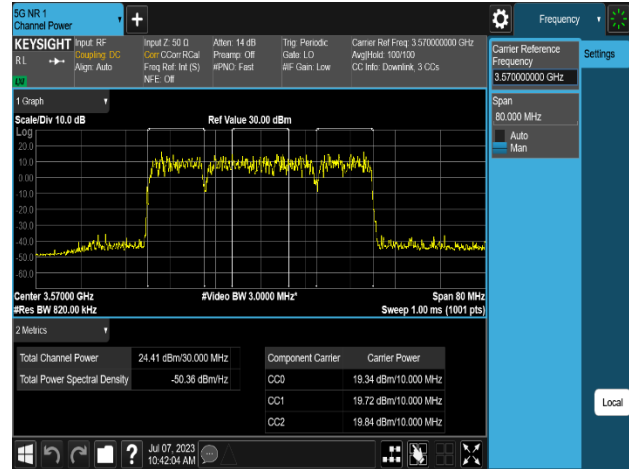 5G NR 1
Channel Power
Frequency
KEYSIGHT
RL
LXI
Input: RF
Coupling: DC
Align: Auto
Input Z: 50 Ω
Corr CCorr RCal
Freq Ref: Int (S)
NFE: Off
Atten: 14 dB
Preamp: Off
#PNO: Fast
Trig: Periodic
Gate: LO
#IF Gain: Low
Carrier Ref Freq: 3.570000000 GHz
Avg|Hold: 100/100
CC Info: Downlink, 3 CCs
Carrier Reference
Frequency
3.570000000 GHz
Settings
Span
80.000 MHz
Auto
Man
1 Graph
Scale/Div 10.0 dB
Ref Value 30.00 dBm
Log
20.0
10.0
0.00
-10.0
-20.0
-30.0
-40.0
-50.0
-60.0
Center 3.57000 GHz
#Video BW 3.0000 MHz*
Span 80 MHz
#Res BW 820.00 kHz
Sweep 1.00 ms (1001 pts)
2 Metrics
Total Channel Power 24.41 dBm/30.000 MHz
Total Power Spectral Density -50.36 dBm/Hz
Component Carrier Carrier Power
CC0 19.34 dBm/10.000 MHz
CC1 19.72 dBm/10.000 MHz
CC2 19.84 dBm/10.000 MHz
Local
Jul 07, 2023
10:42:04 AM